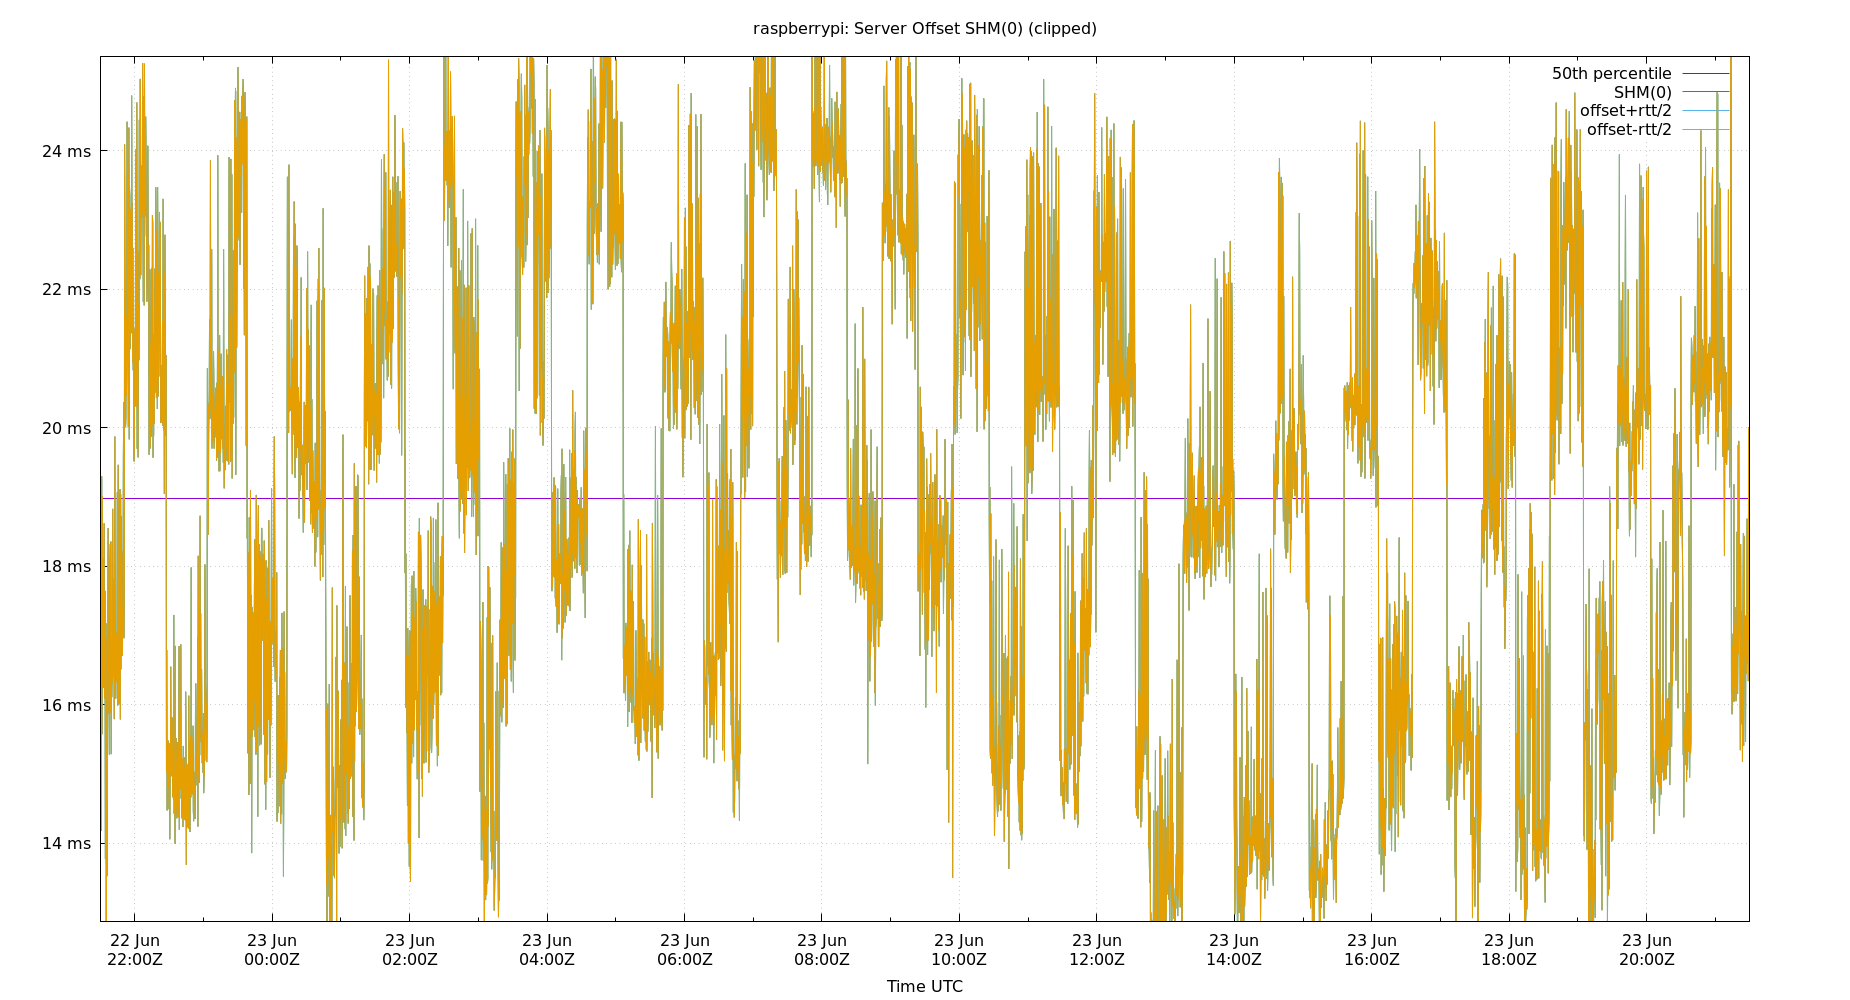 raspberrypi: Server Offset SHM(0) (clipped)
50th percentile
SHM(0)
offset+rtt/2
offset-rtt/2
24 ms
22 ms
20 ms
18 ms
16 ms
14 ms
22 Jun 23 Jun 23 Jun 23 Jun 23 Jun 23 Jun 23 Jun 23 Jun 23 Jun 23 Jun 23 Jun 23 Jun
22:00Z 00:00Z 02:00Z 04:00Z 06:00Z 08:00Z 10:00Z 12:00Z 14:00Z 16:00Z 18:00Z 20:00Z
Time UTC